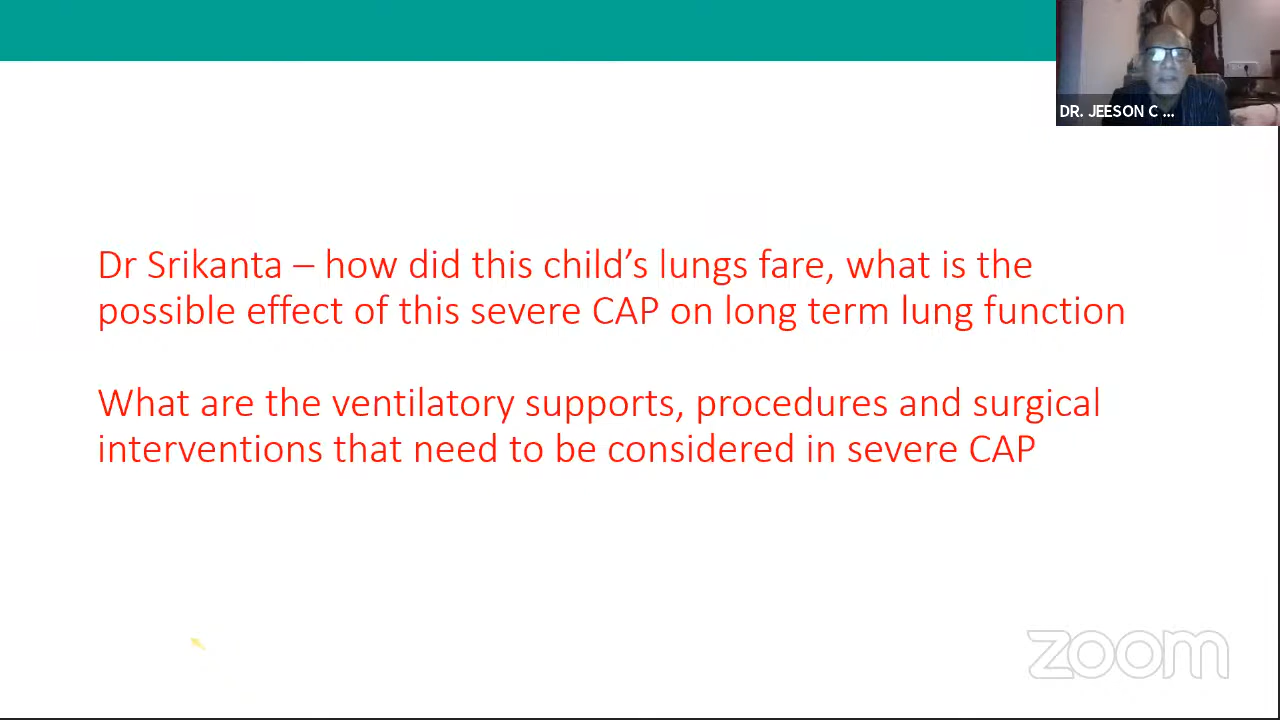 DR. JEESON C ...
Dr Srikanta – how did this child’s lungs fare, what is the
possible effect of this severe CAP on long term lung function
What are the ventilatory supports, procedures and surgical
interventions that need to be considered in severe CAP
zoom